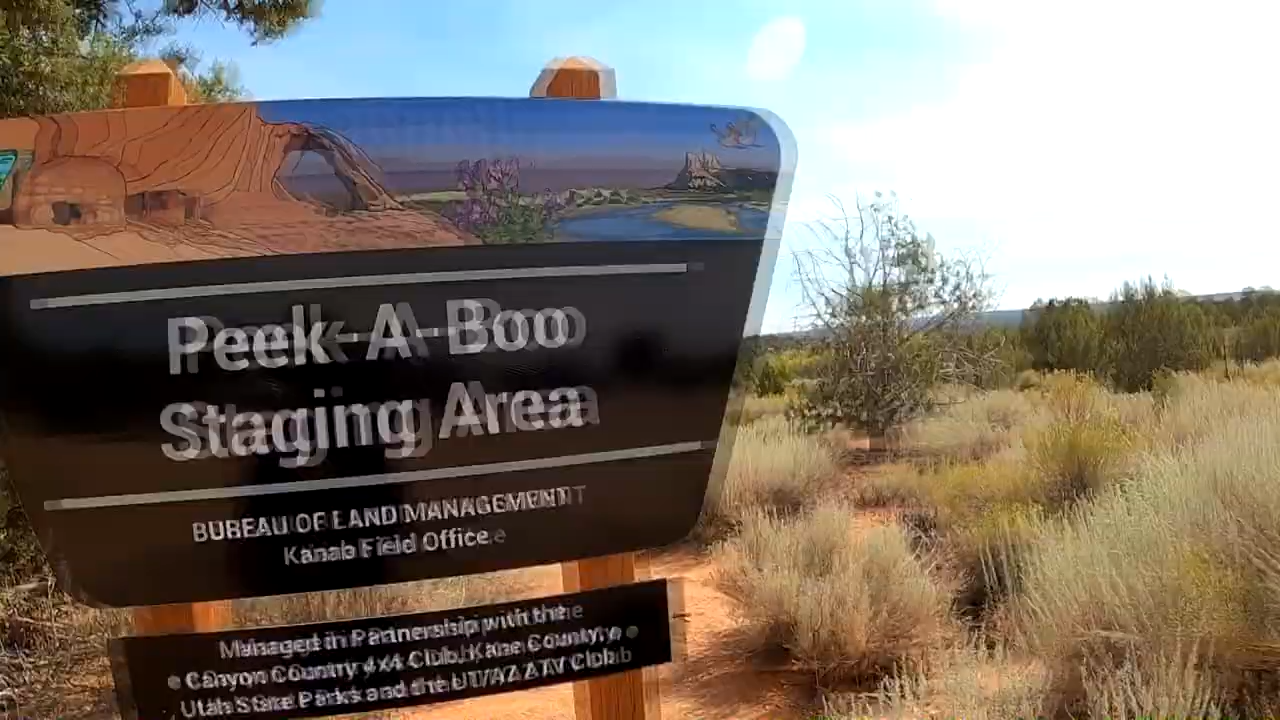 Peek-A-Boo
Staging Area
BUREAU OF LAND MANAGEMENT
Kanab Field Office
Managed in Partnership with the
• Canyon Country 4x4 Club, Kane County, •
Utah State Parks and the UT/AZ ATV Club